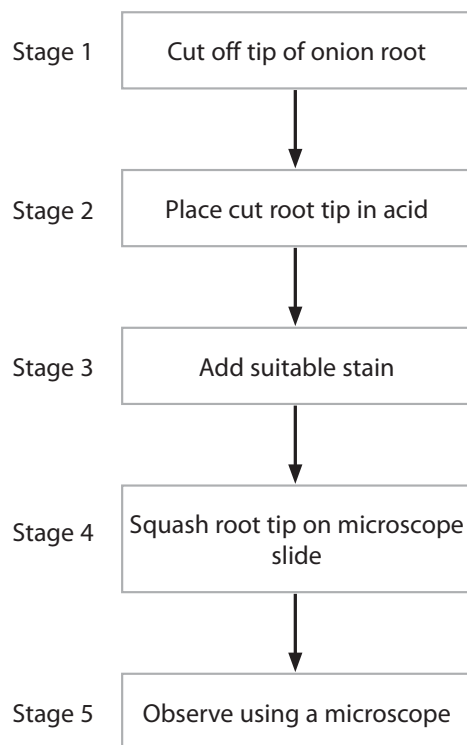 Stage 1
Cut off tip of onion root
Stage 2
Place cut root tip in acid
Stage 3
Add suitable stain
Stage 4
Squash root tip on microscope
slide
Stage 5
Observe using a microscope